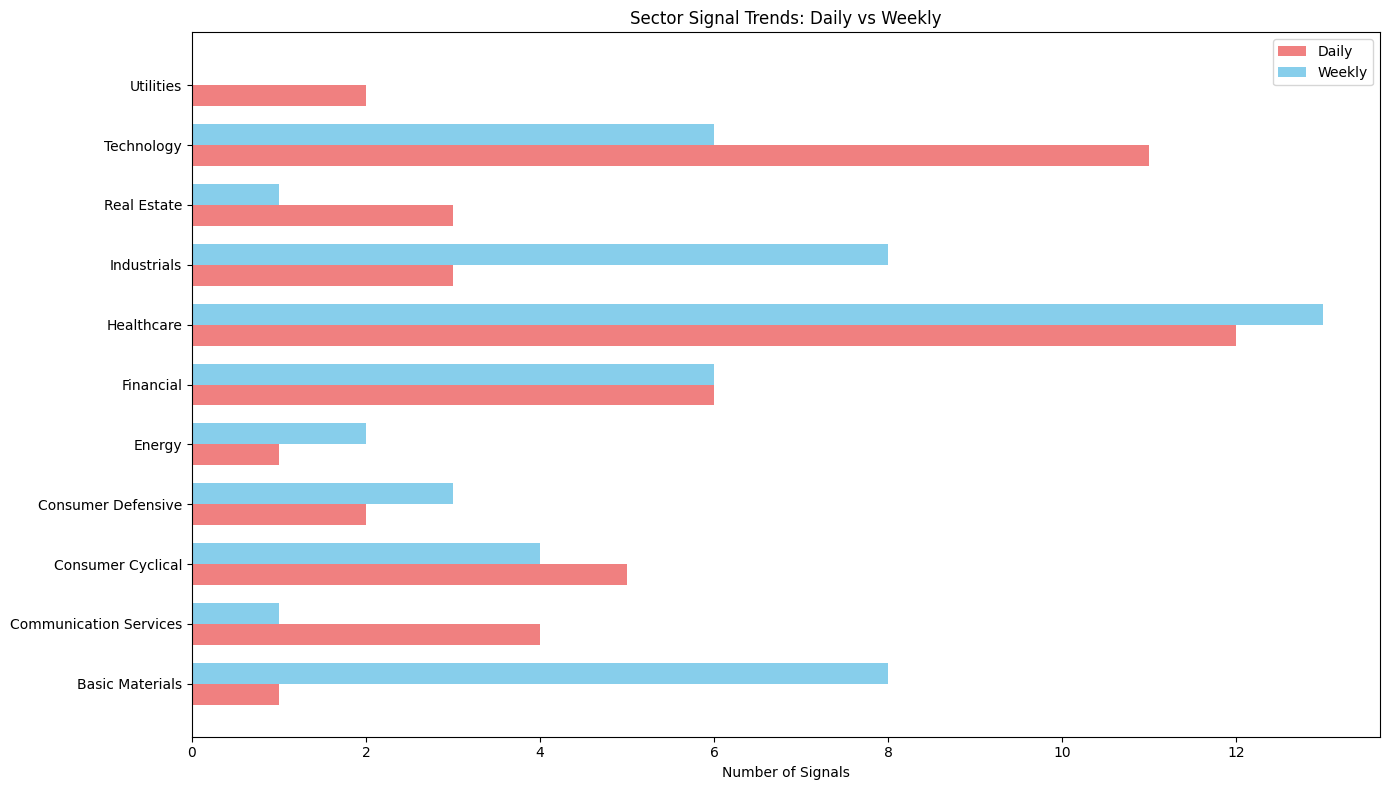 Sector Signal Trends: Daily vs Weekly
Daily
Weekly
Utilities
Technology
Real Estate
Industrials
Healthcare
Financial
Energy
Consumer Defensive
Consumer Cyclical
Communication Services
Basic Materials
0 2 4 6 8 10 12
Number of Signals